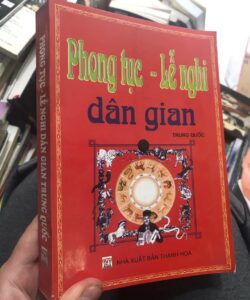 Phong tục - Lễ nghi
dân gian
TRUNG QUỐC
NHÀ XUẤT BẢN THANH HÓA
PHONG TỤC LỄ NGHI DÂN GIAN TRUNG QUỐC